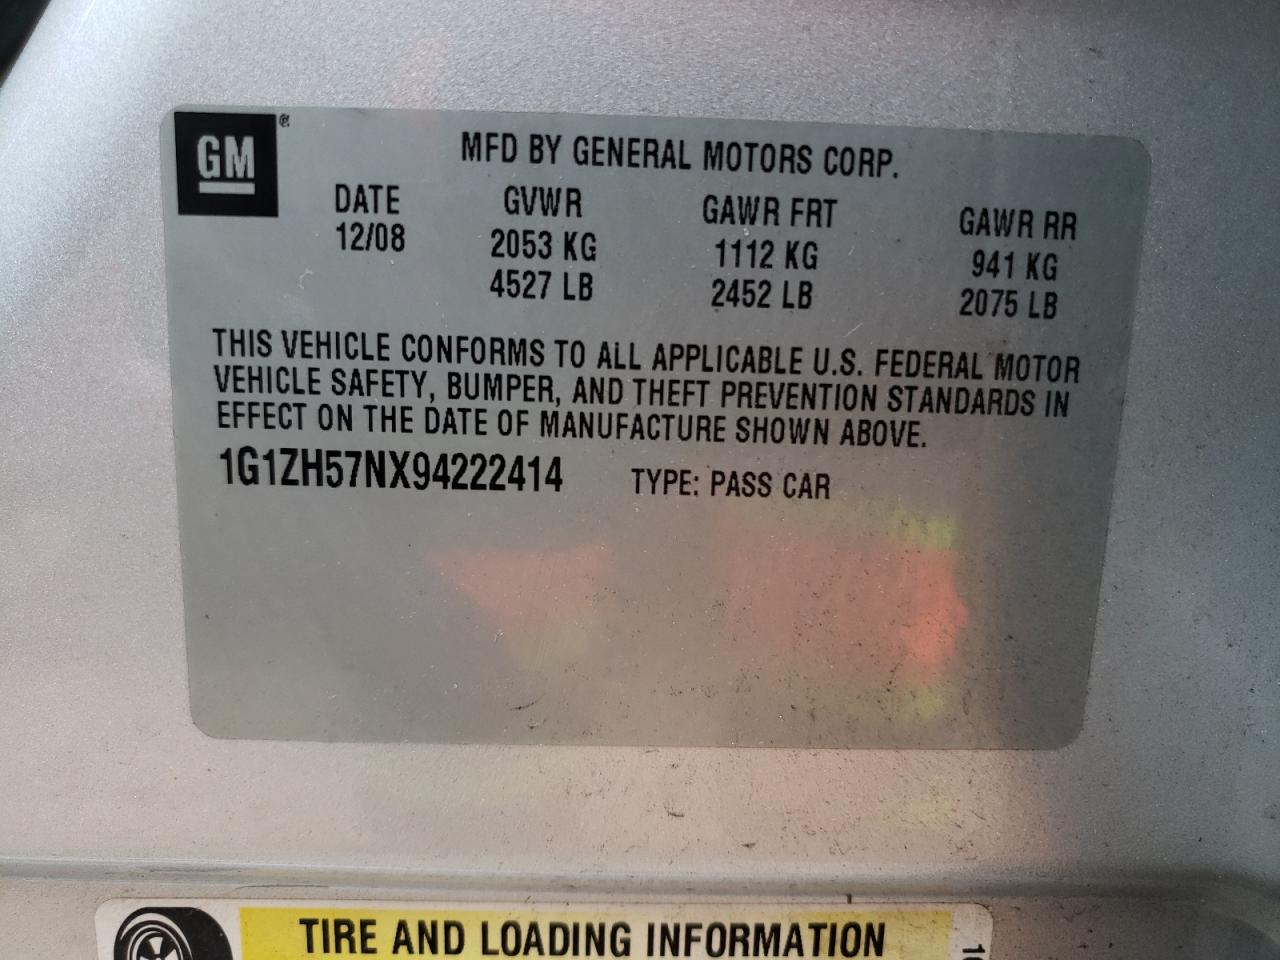 GM ®
MFD BY GENERAL MOTORS CORP.
DATE GVWR GAWR FRT GAWR RR
12/08 2053 KG 1112 KG 941 KG
4527 LB 2452 LB 2075 LB
THIS VEHICLE CONFORMS TO ALL APPLICABLE U.S. FEDERAL MOTOR
VEHICLE SAFETY, BUMPER, AND THEFT PREVENTION STANDARDS IN
EFFECT ON THE DATE OF MANUFACTURE SHOWN ABOVE.
1G1ZH57NX94222414 TYPE: PASS CAR
TIRE AND LOADING INFORMATION